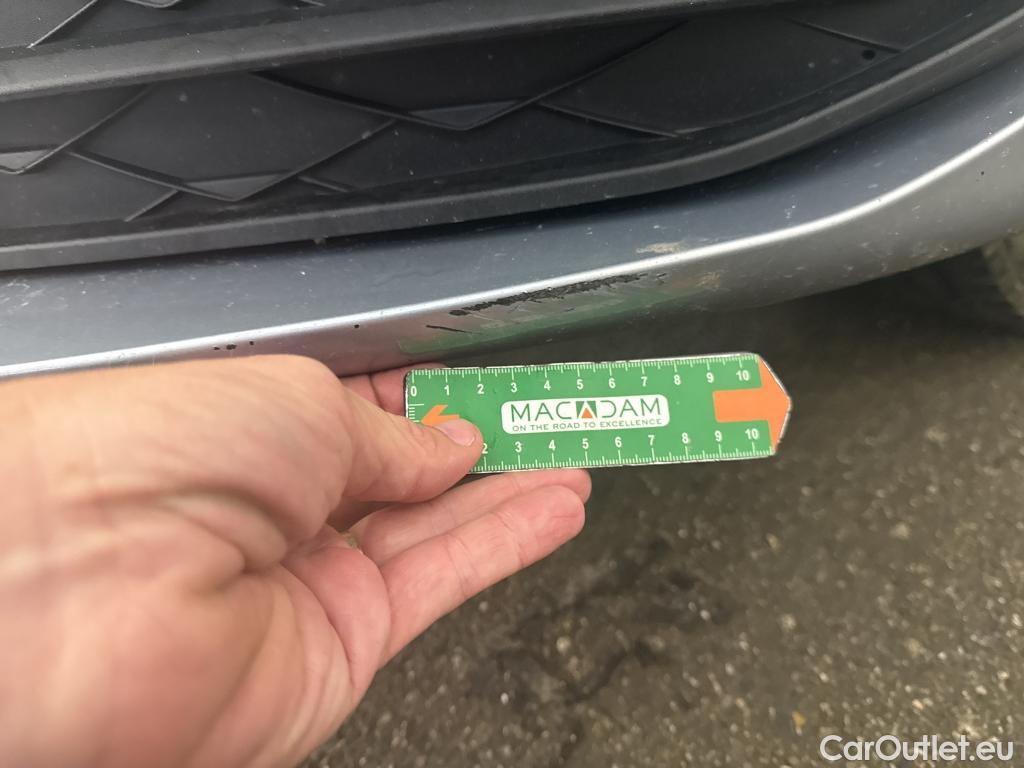 0 1 2 3 4 5 6 7 8 9 10
MACADAM
ON THE ROAD TO EXCELLENCE
2 3 4 5 6 7 8 9 10
CarOutlet.eu